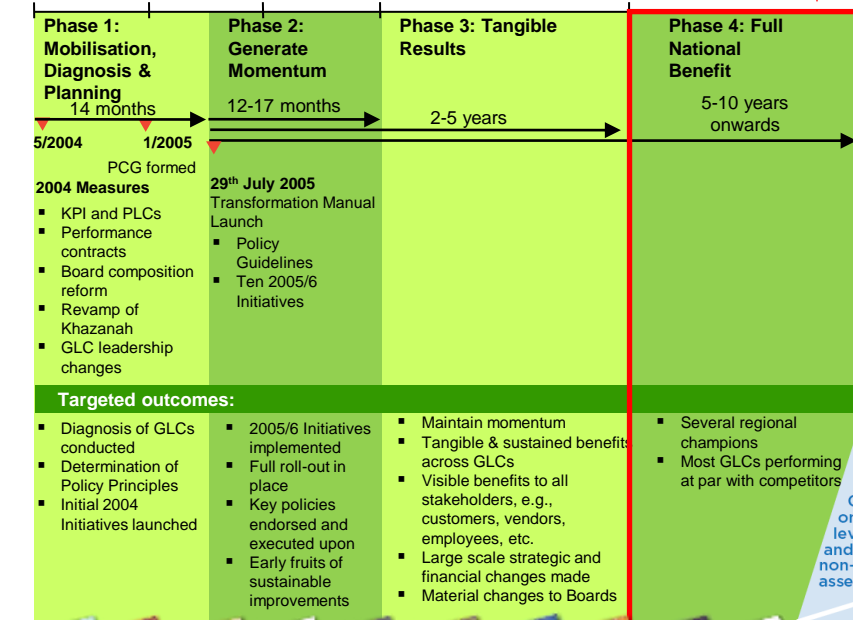 Phase 1:
Mobilisation,
Diagnosis &
Planning
14 months
5/2004
1/2005
PCG formed
2004 Measures
▪ KPI and PLCs
▪ Performance
contracts
▪ Board composition
reform
▪ Revamp of
Khazanah
▪ GLC leadership
changes
Phase 2:
Generate
Momentum
12-17 months
29th July 2005
Transformation Manual
Launch
▪ Policy
Guidelines
▪ Ten 2005/6
Initiatives
Phase 3: Tangible
Results
2-5 years
Phase 4: Full
National
Benefit
5-10 years
onwards
Targeted outcomes:
▪ Diagnosis of GLCs
conducted
▪ Determination of
Policy Principles
▪ Initial 2004
Initiatives launched
▪ 2005/6 Initiatives
implemented
▪ Full roll-out in
place
▪ Key policies
endorsed and
executed upon
▪ Early fruits of
sustainable
improvements
▪ Maintain momentum
▪ Tangible & sustained benefits
across GLCs
▪ Visible benefits to all
stakeholders, e.g.,
customers, vendors,
employees, etc.
▪ Large scale strategic and
financial changes made
▪ Material changes to Boards
▪ Several regional
champions
▪ Most GLCs performing
at par with competitors
and
non-